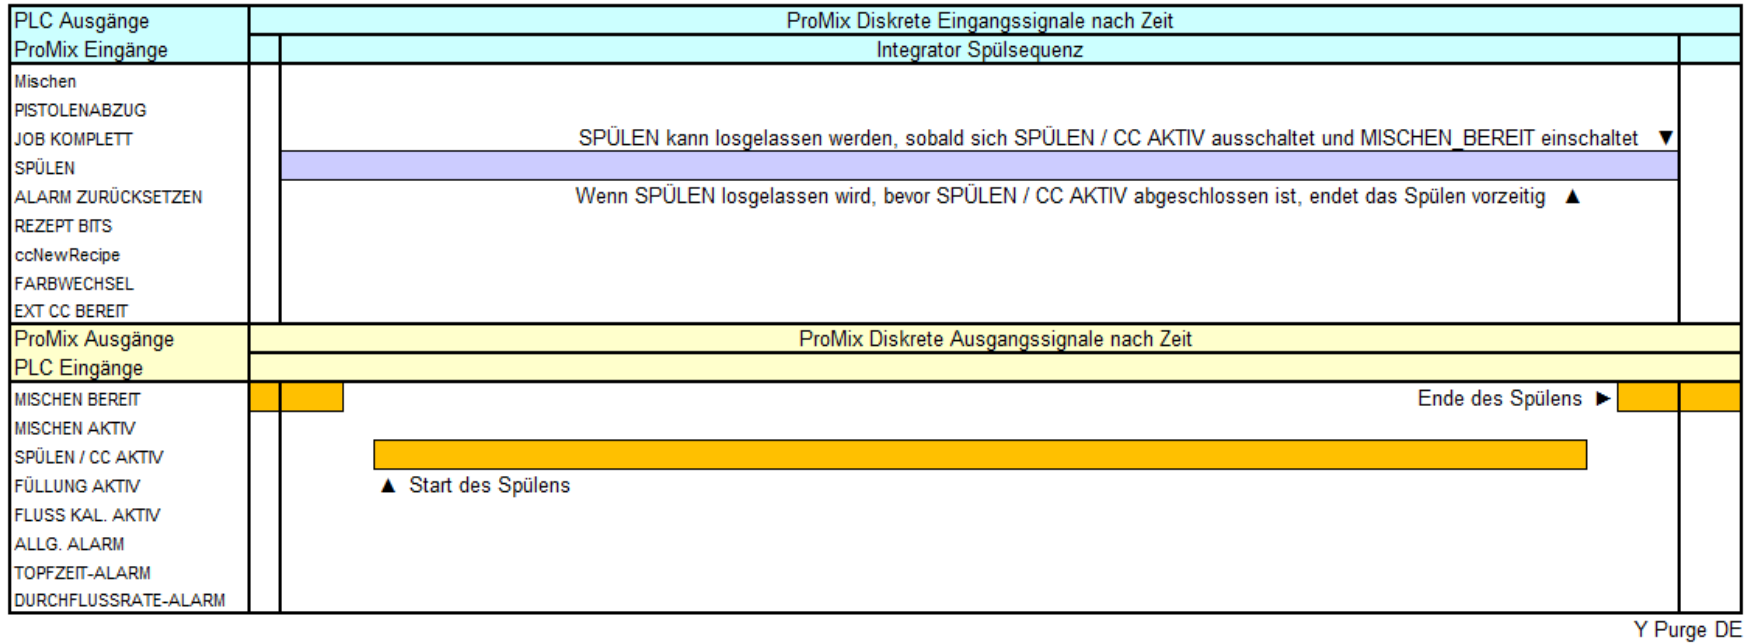 PLC Ausgänge
ProMix Diskrete Eingangssignale nach Zeit
ProMix Eingänge
Integrator Spülsequenz
Mischen
PISTOLENABZUG
JOB KOMPLETT
SPÜLEN kann losgelassen werden, sobald sich SPÜLEN / CC AKTIV ausschaltet und MISCHEN_BEREIT einschaltet ▼
SPÜLEN
ALARM ZURÜCKSETZEN
Wenn SPÜLEN losgelassen wird, bevor SPÜLEN / CC AKTIV abgeschlossen ist, endet das Spülen vorzeitig ▲
REZEPT BITS
ccNewRecipe
FARBWECHSEL
EXT CC BEREIT
ProMix Ausgänge
ProMix Diskrete Ausgangssignale nach Zeit
PLC Eingänge
MISCHEN BEREIT
Ende des Spülens ►
MISCHEN AKTIV
SPÜLEN / CC AKTIV
FÜLLUNG AKTIV
▲ Start des Spülens
FLUSS KAL. AKTIV
ALLG. ALARM
TOPFZEIT-ALARM
DURCHFLUSSRATE-ALARM
Y Purge DE